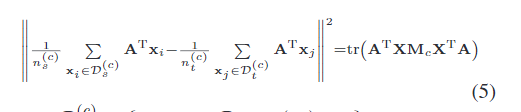 ‖ 1/n_s^(c) ∑_{x_i∈D_s^(c)} A^T x_i − 1/n_t^(c) ∑_{x_j∈D_t^(c)} A^T x_j ‖² =tr(A^T X M_c X^T A)
(5)